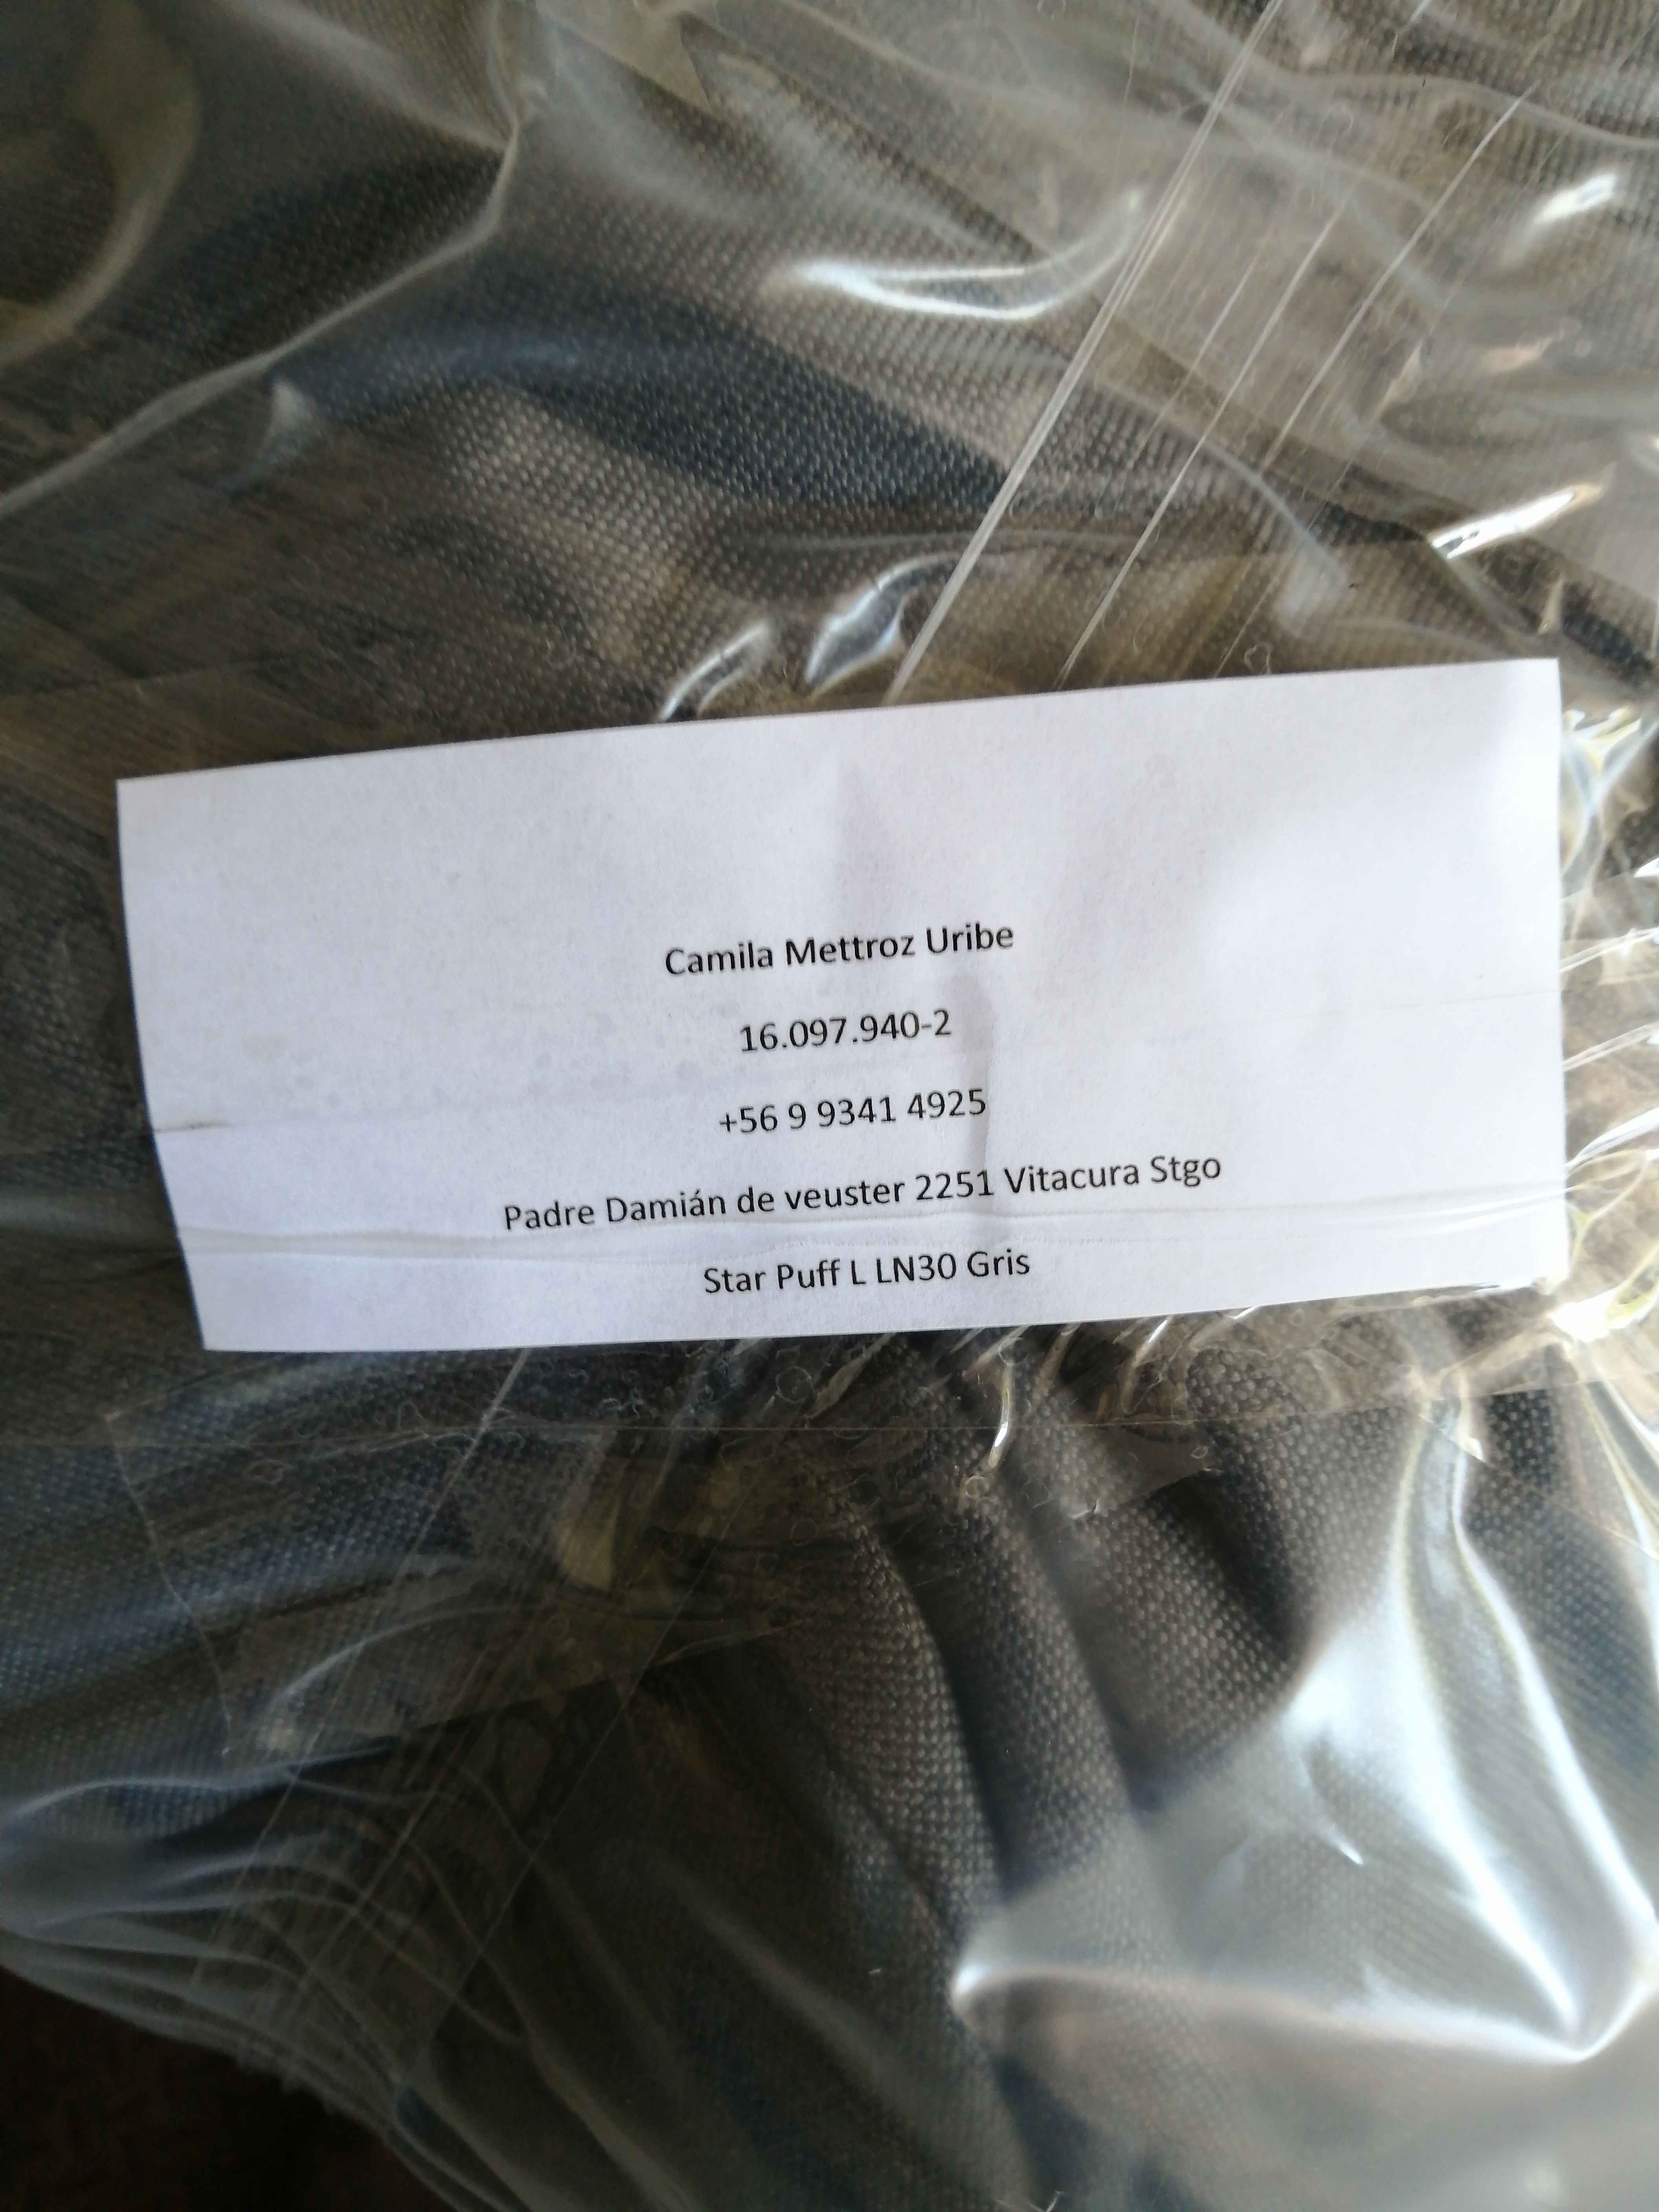 Camila Mettroz Uribe
16.097.940-2
+56 9 9341 4925
Padre Damián de veuster 2251 Vitacura Stgo
Star Puff L LN30 Gris